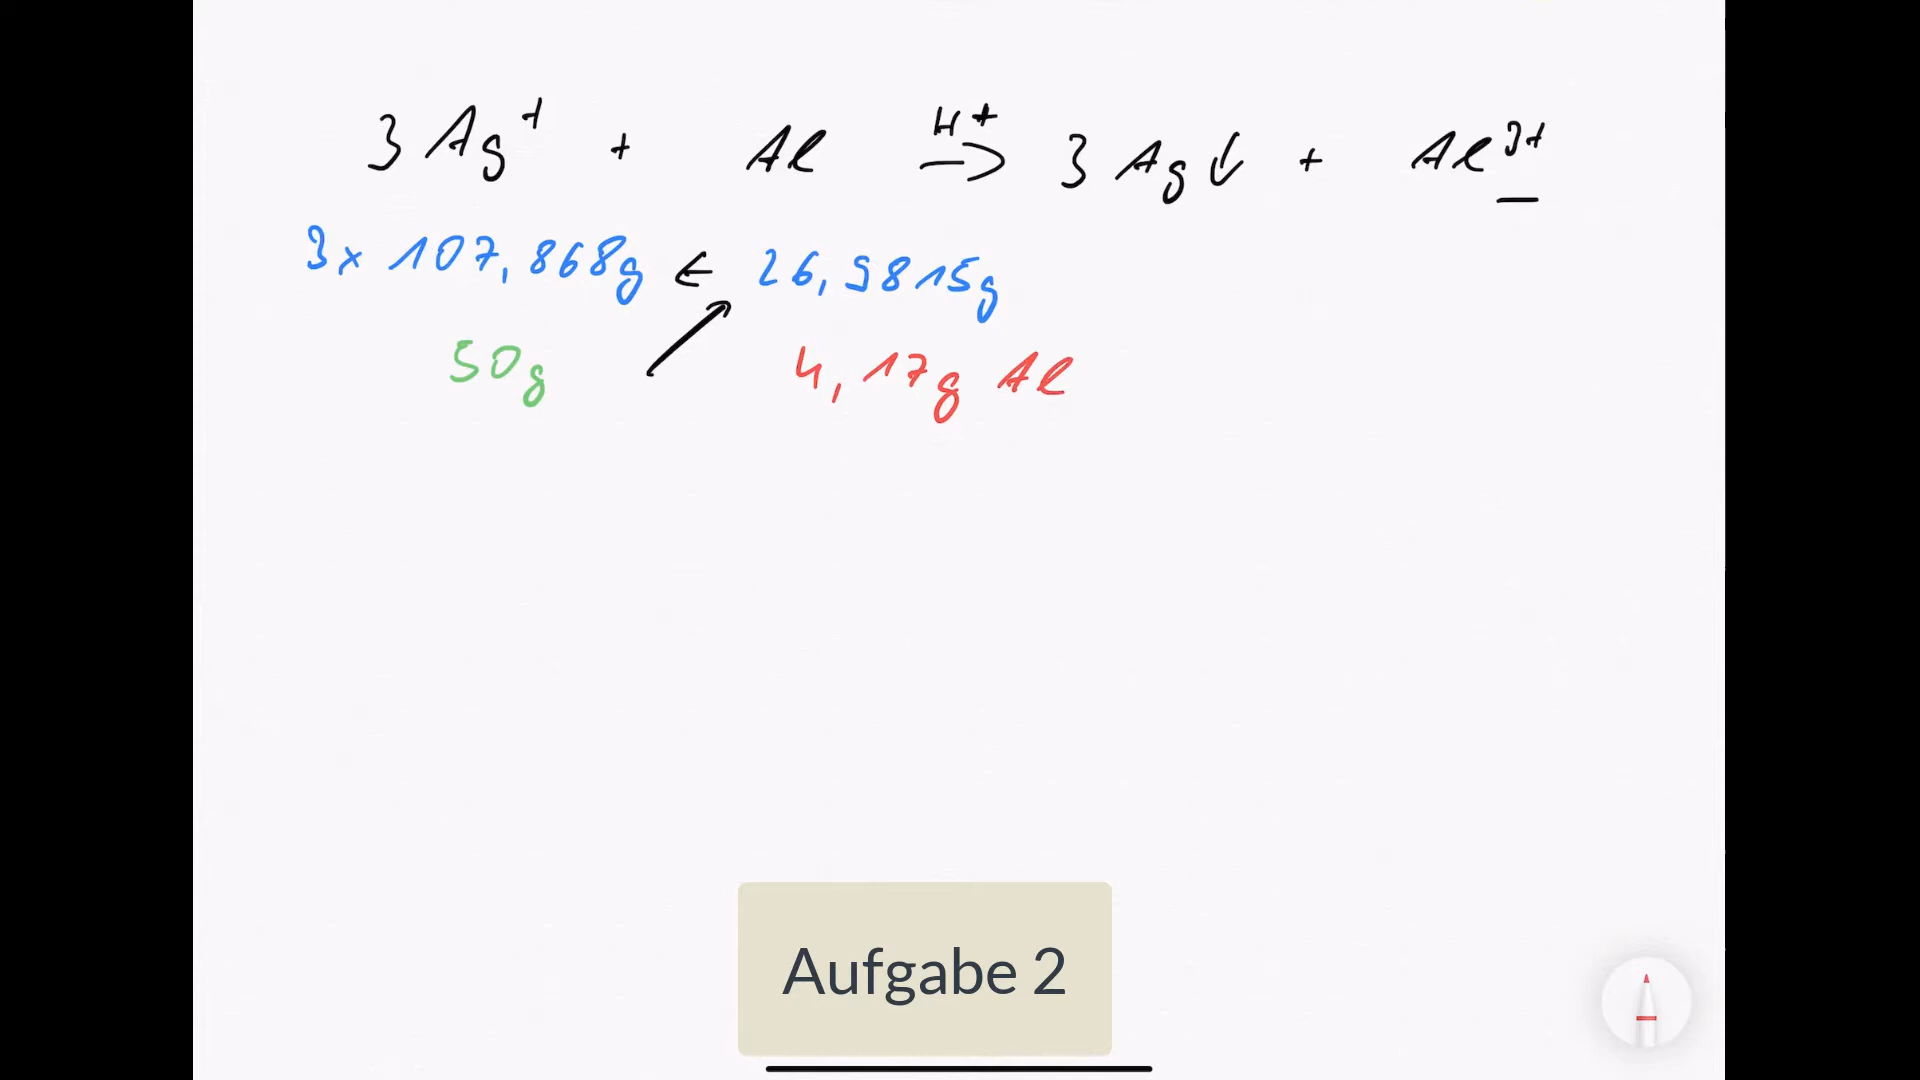 3 Ag⁺ + Al H⁺→ 3 Ag↓ + Al³⁺
3 x 107,868g ← 26,9815g
50g ↗ 4,17g Al
Aufgabe 2